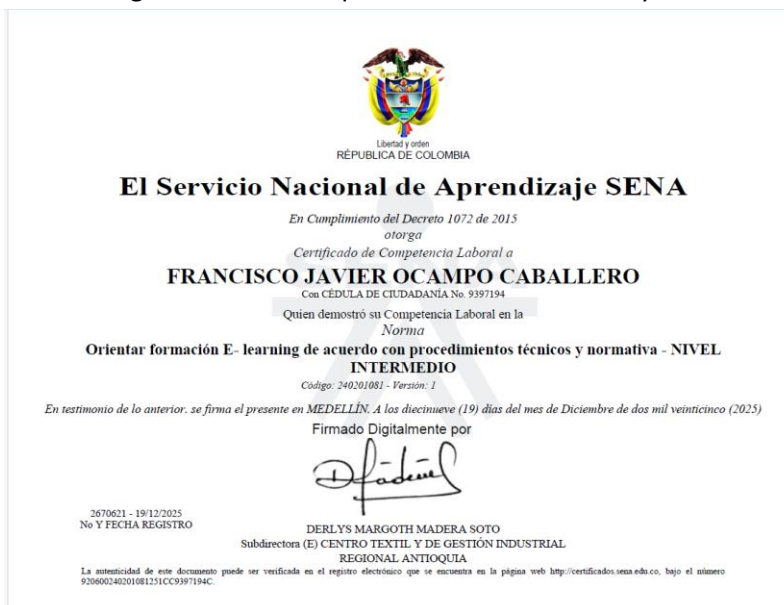 Libertad y orden
RÉPUBLICA DE COLOMBIA
El Servicio Nacional de Aprendizaje SENA
En Cumplimiento del Decreto 1072 de 2015
otorga
Certificado de Competencia Laboral a
FRANCISCO JAVIER OCAMPO CABALLERO
Con CÉDULA DE CIUDADANÍA No. 9397194
Quien demostró su Competencia Laboral en la
Norma
Orientar formación E- learning de acuerdo con procedimientos técnicos y normativa - NIVEL
INTERMEDIO
Código: 240201081 - Versión: 1
En testimonio de lo anterior. se firma el presente en MEDELLÍN. A los diecinueve (19) días del mes de Diciembre de dos mil veinticinco (2025)
Firmado Digitalmente por
2670621 - 19/12/2025
No Y FECHA REGISTRO
DERLYS MARGOTH MADERA SOTO
Subdirectora (E) CENTRO TEXTIL Y DE GESTIÓN INDUSTRIAL
REGIONAL ANTIOQUIA
La autenticidad de este documento puede ser verificada en el registro electrónico que se encuentra en la página web http://certificados.sena.edu.co, bajo el número
920600240201081251CC9397194C.